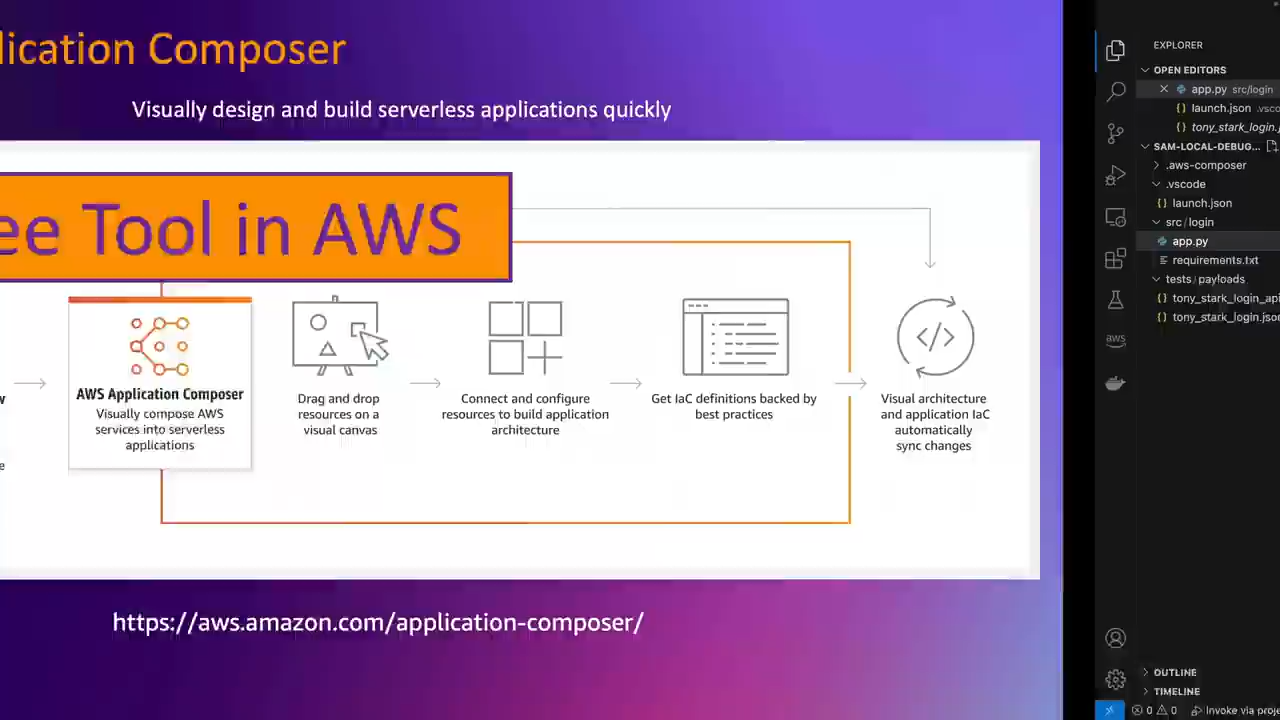 lication Composer
Visually design and build serverless applications quickly
ee Tool in AWS
w
e
AWS Application Composer
Visually compose AWS
services into serverless
applications
Drag and drop
resources on a
visual canvas
Connect and configure
resources to build application
architecture
Get IaC definitions backed by
best practices
Visual architecture
and application IaC
automatically
sync changes
https://aws.amazon.com/application-composer/
EXPLORER
OPEN EDITORS
app.py src/login
{} launch.json .vsco
{} tony_stark_login.j
SAM-LOCAL-DEBUG...
.aws-composer
.vscode
{} launch.json
src/login
app.py
requirements.txt
tests/payloads
{} tony_stark_login_api
{} tony_stark_login.json
aws
OUTLINE
TIMELINE
0 0 Invoke via proje